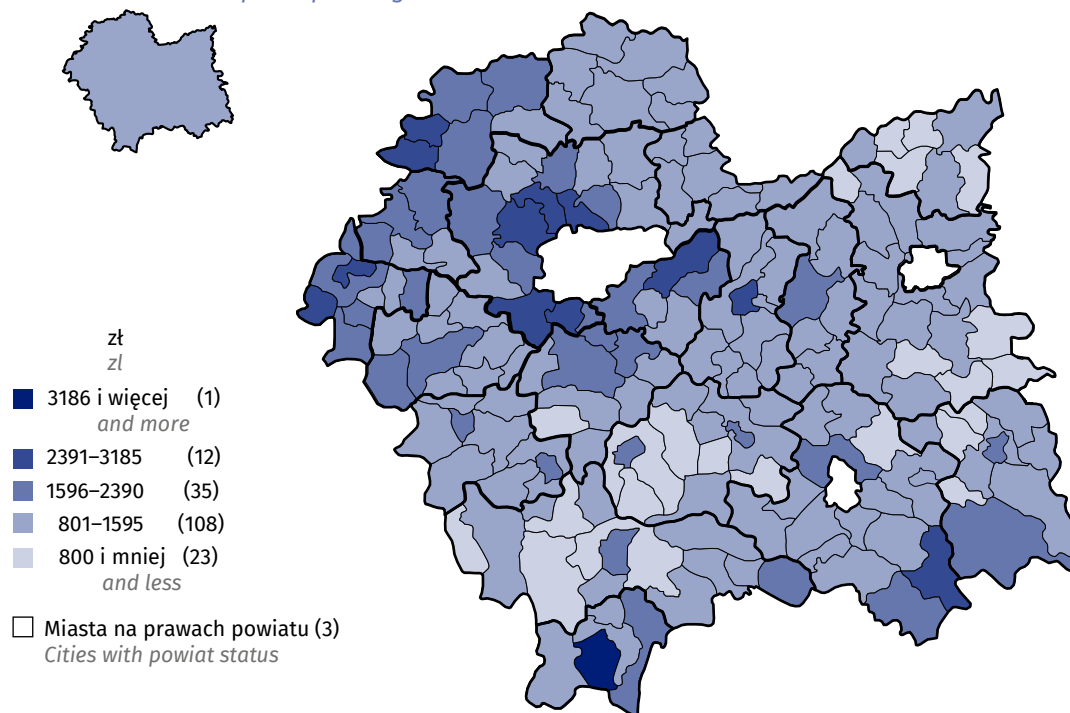 zł
zl
3186 i więcej (1)
and more
2391–3185 (12)
1596–2390 (35)
801–1595 (108)
800 i mniej (23)
and less
Miasta na prawach powiatu (3)
Cities with powiat status